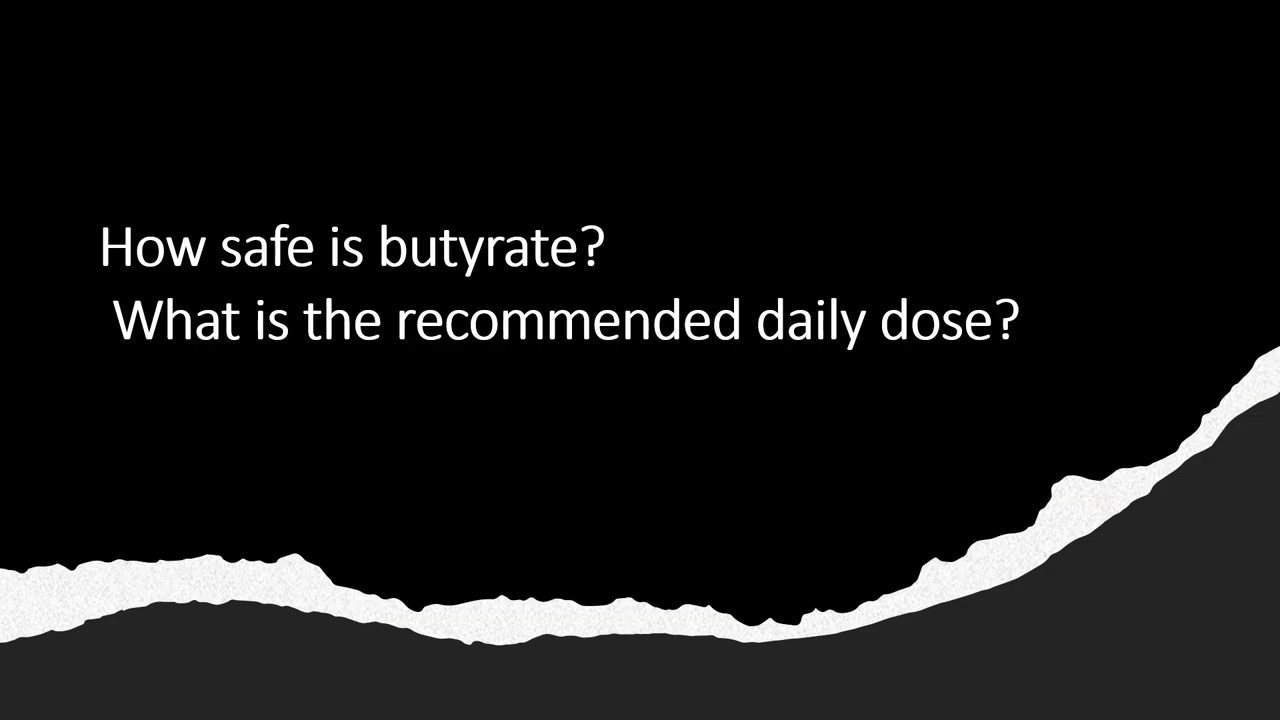 How safe is butyrate?
What is the recommended daily dose?